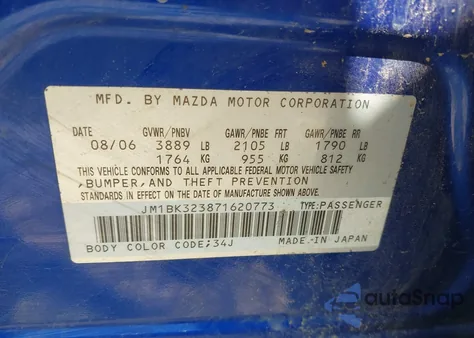 MFD. BY MAZDA MOTOR CORPORATION
DATE GVWR/PNBV GAWR/PNBE FRT GAWR/PNBE RR
08/06 3889 LB 2105 LB 1790 LB
1764 KG 955 KG 812 KG
THIS VEHICLE CONFORMS TO ALL APPLICABLE FEDERAL MOTOR VEHICLE SAFETY
,BUMPER,AND THEFT PREVENTION
STANDARDS IN EFFECT ON THE DATE OF MANUFACTURE SHOWN ABOVE.
JM1BK323871620773 TYPE:PASSENGER
BODY COLOR CODE:34J MADE IN JAPAN
autoSnap